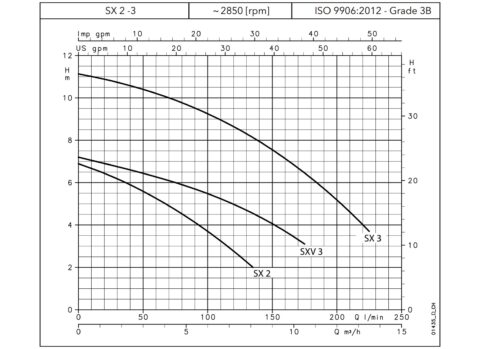 SX 2 -3 ~ 2850 [rpm] ISO 9906:2012 - Grade 3B
Imp gpm 10 20 30 40 50
US gpm 10 20 30 40 50 60
12 H m 10 8 6 4 2 0
H ft 30 20 10 0
SX 3
SXV 3
SX 2
0 50 100 150 200 Q l/min 250
0 5 10 Q m³/h 15
01435_D_CH